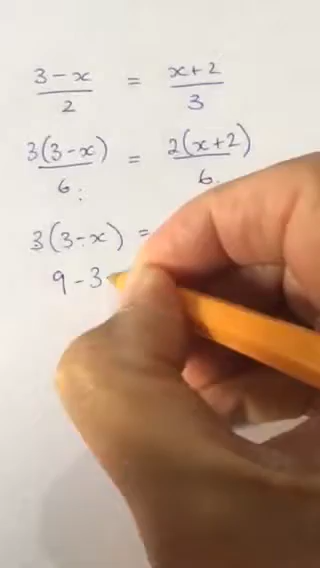 3 - x / 2 = x + 2 / 3
3(3 - x) / 6 = 2(x + 2) / 6
3(3 - x) =
9 - 3